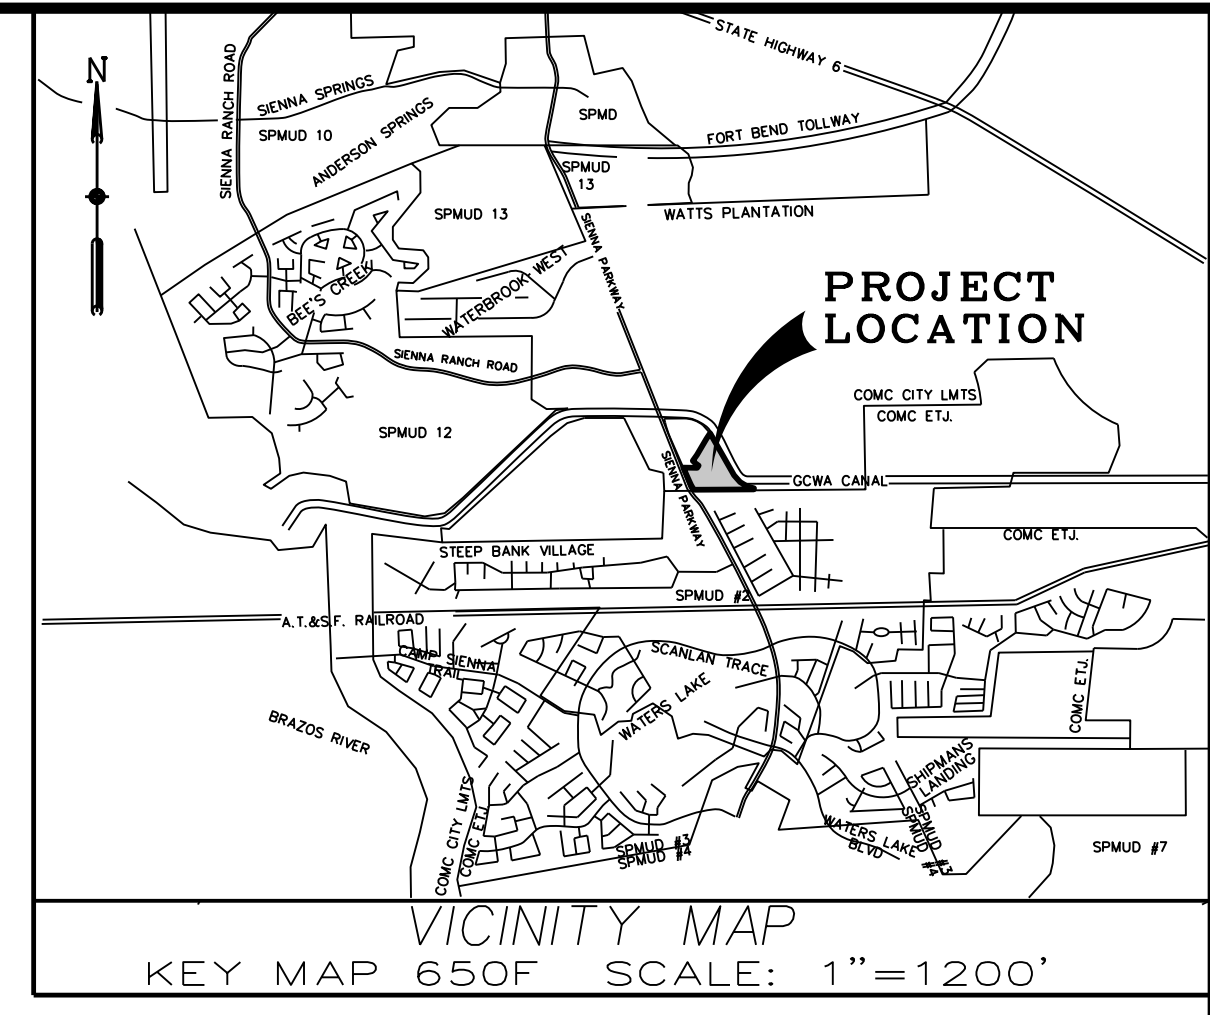 STATE HIGHWAY 6
N
SIENNA RANCH ROAD
SIENNA SPRINGS
SPMUD 10
ANDERSON SPRINGS
SPMD
FORT BEND TOLLWAY
SPMUD
13
SPMUD 13
WATTS PLANTATION
SIENNA PARKWAY
BEE'S CREEK
WATERBROOK WEST
PROJECT
LOCATION
SIENNA RANCH ROAD
COMC CITY LMTS
COMC ETJ.
SPMUD 12
SIENNA PARKWAY
GCWA CANAL
COMC ETJ.
STEEP BANK VILLAGE
SPMUD #2
A.T.&S.F. RAILROAD
CAMP SIENNA
TRAIL
SCANLAN TRACE
WATERS LAKE
COMC ETJ.
BRAZOS RIVER
SHIPMANS
LANDING
COMC CITY LMTS
COMC ETJ.
WATERS LAKE
BLVD
SPMUD #3
SPMUD #4
SPMUD #3
SPMUD #4
SPMUD #7
VICINITY MAP
KEY MAP 650F SCALE: 1"=1200'